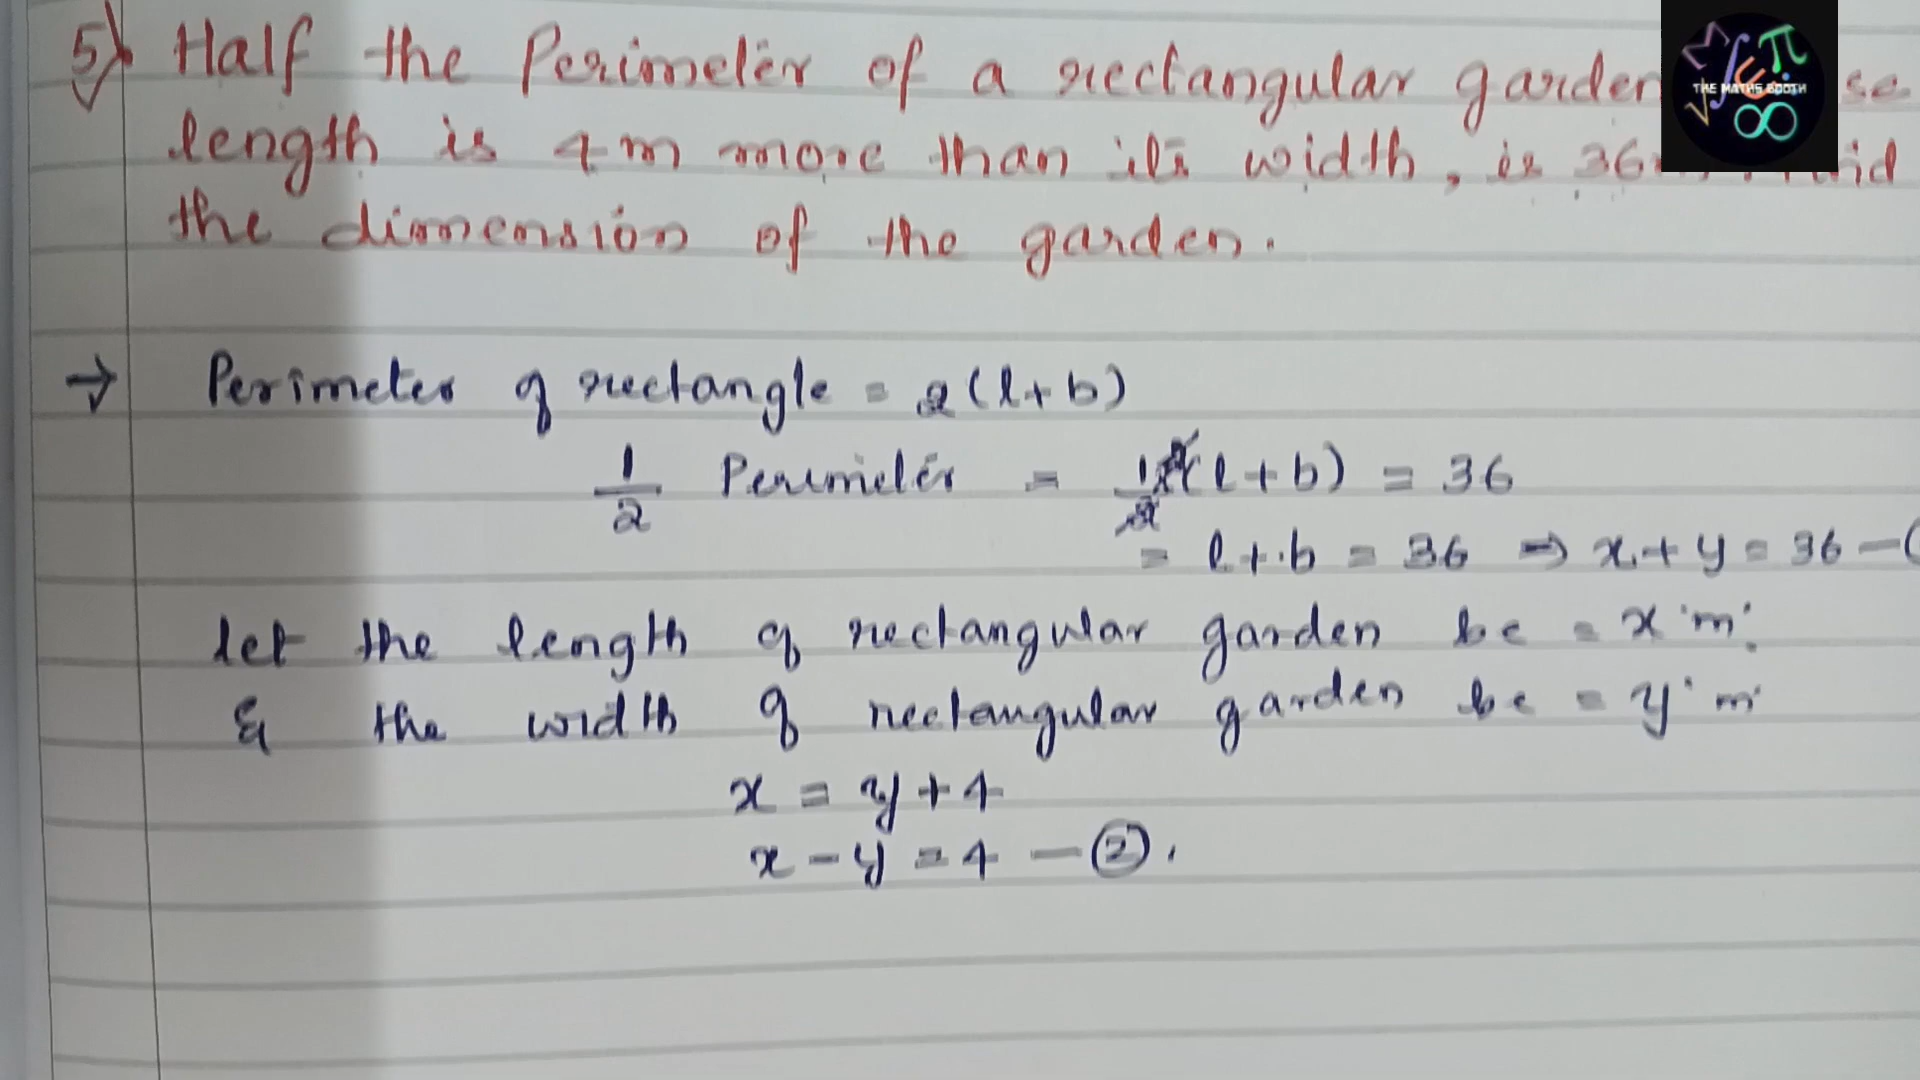 5) Half the Perimeter of a rectangular garden se
length is 4m more than its width, is 36
the dimension of the garden.
THE MATHS BOOTH
→ Perimeter of rectangle = 2(l+b)
1/2 Perimeter = 1/2 2(l+b) = 36
= l+b = 36 ⇒ x+y = 36 — (
let the length of rectangular garden be = x 'm'.
& the width of rectangular garden be = y 'm'
x = y+4
x - y = 4 — ②.